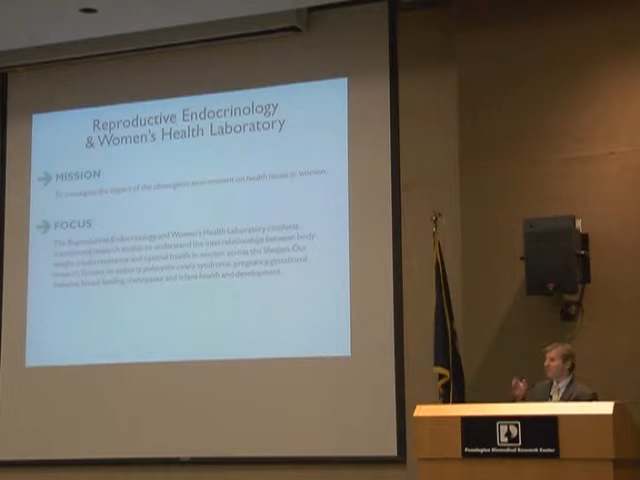 Reproductive Endocrinology
& Women's Health Laboratory
MISSION
To investigate the impact of the obesogenic environment on health issues in women.
FOCUS
The Reproductive Endocrinology and Women's Health Laboratory conducts
research studies to understand the interrelationships between body
weight, insulin resistance and optimal health in women across the lifespan. Our
research focuses on puberty, polycystic ovary syndrome, pregnancy, gestational
breast feeding, menopause and infant health and development.
Pennington Biomedical Research Center